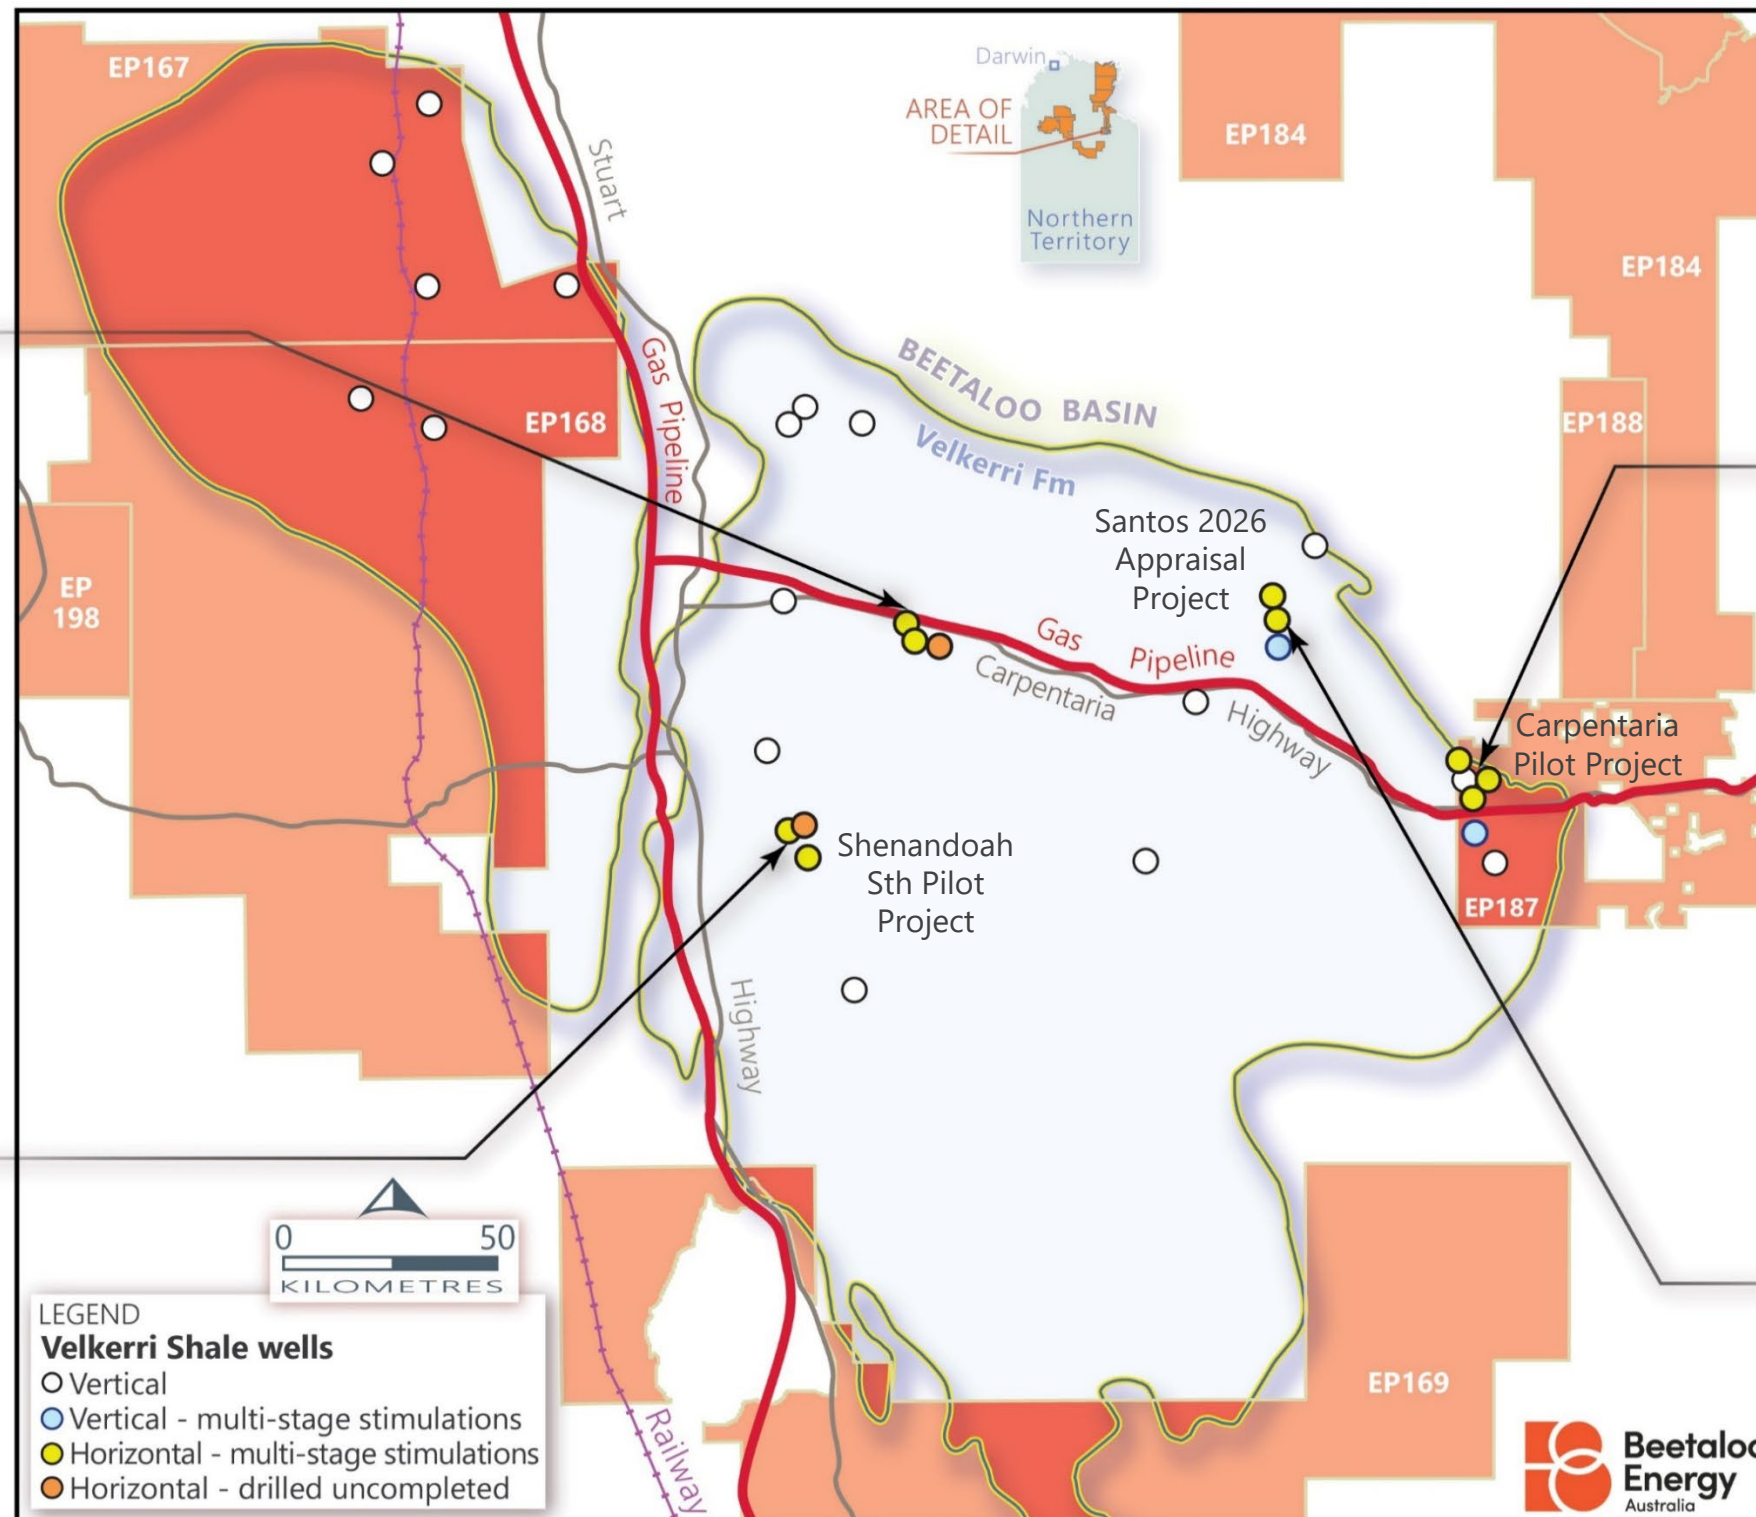 EP167
Darwin
AREA OF
DETAIL
Northern
Territory
EP184
EP184
Stuart
Gas Pipeline
BEETALOO BASIN
Velkerri Fm
EP168
EP188
Santos 2026
Appraisal
Project
EP
198
Gas Pipeline
Carpentaria
Highway
Carpentaria
Pilot Project
Shenandoah
Sth Pilot
Project
EP187
Highway
0 50
KILOMETRES
LEGEND
Velkerri Shale wells
Vertical
Vertical - multi-stage stimulations
Horizontal - multi-stage stimulations
Horizontal - drilled uncompleted
Railway
EP169
Beetaloo
Energy
Australia